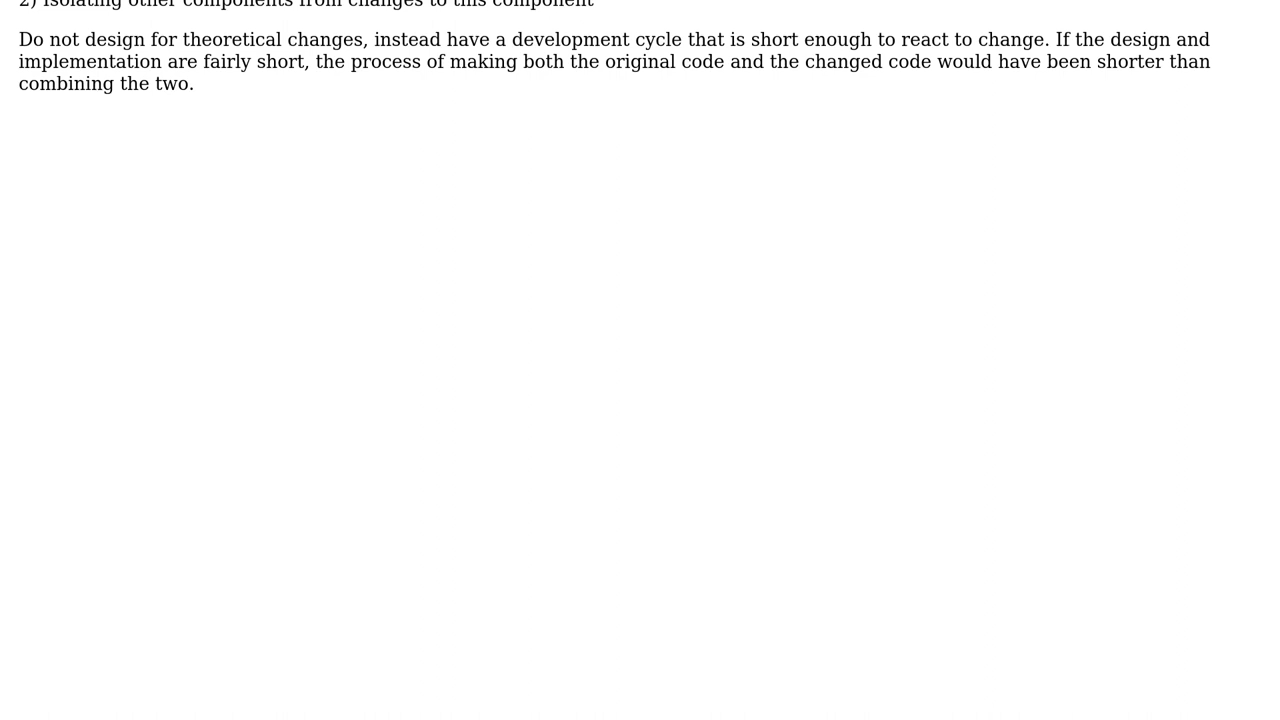 2) Isolating other components from changes to this component
Do not design for theoretical changes, instead have a development cycle that is short enough to react to change. If the design and
implementation are fairly short, the process of making both the original code and the changed code would have been shorter than
combining the two.